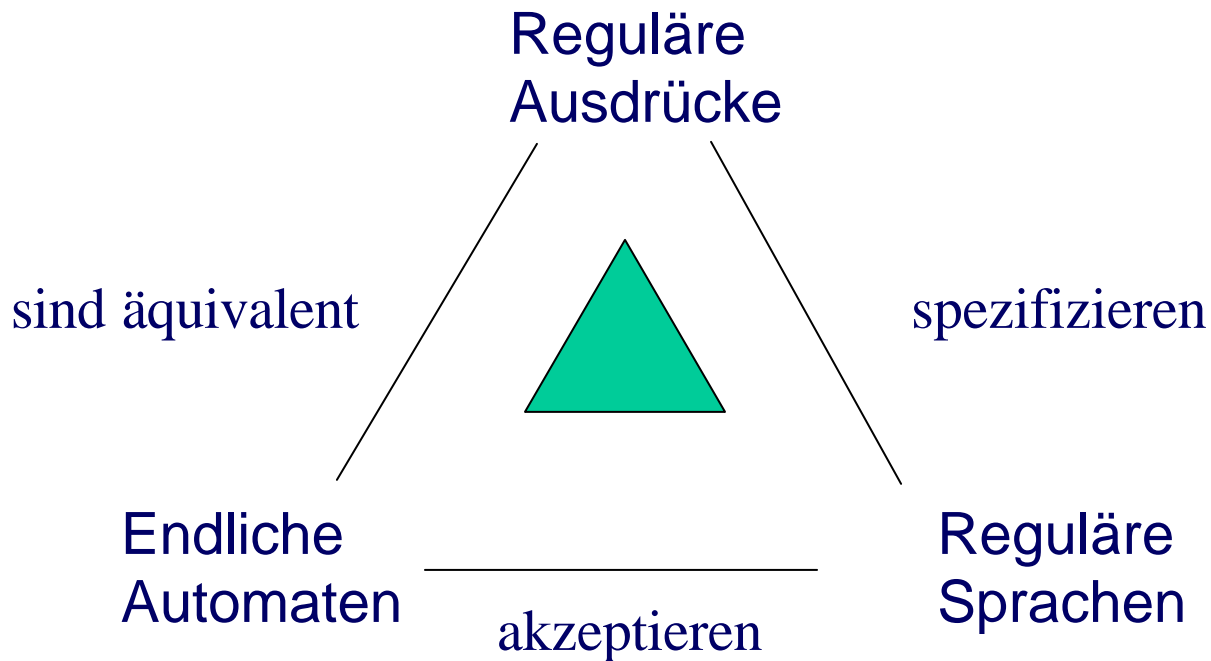 Reguläre
Ausdrücke
sind äquivalent
spezifizieren
Endliche
Automaten
Reguläre
Sprachen
akzeptieren